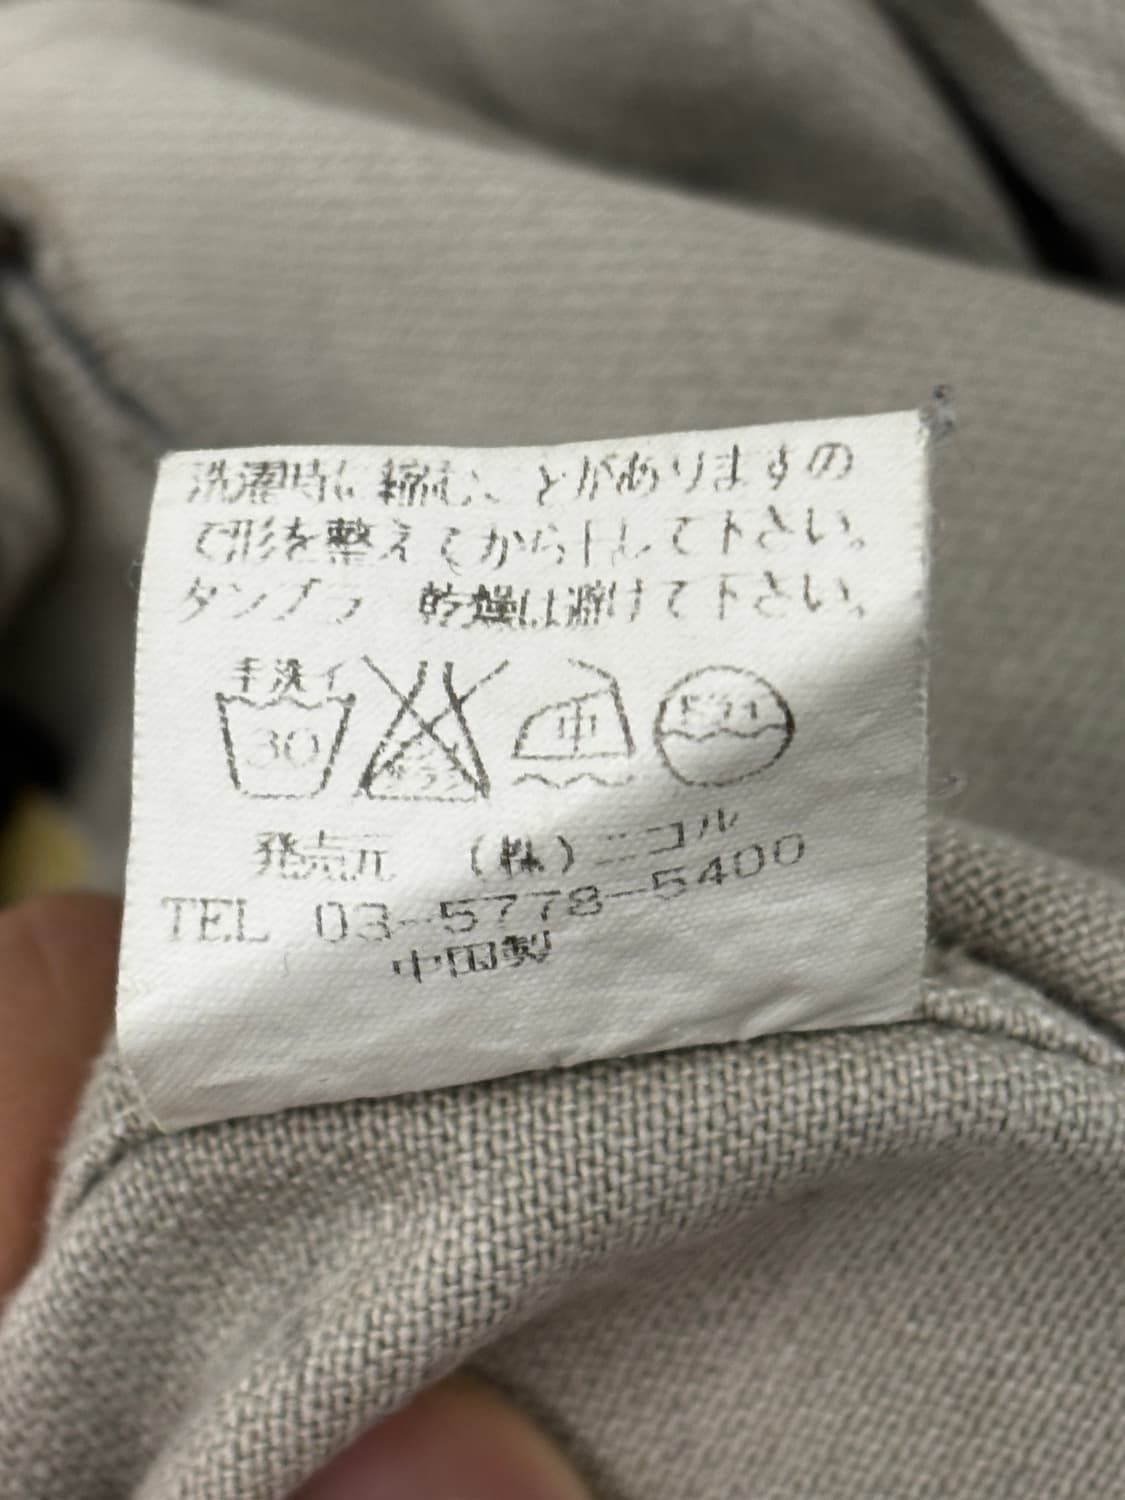 洗濯時に縮むことがありますの
で形を整えてから干して下さい。
タンブラー乾燥は避けて下さい。
手洗イ
30
中
発売元 (株)ニコル
TEL 03-5778-5400
中国製